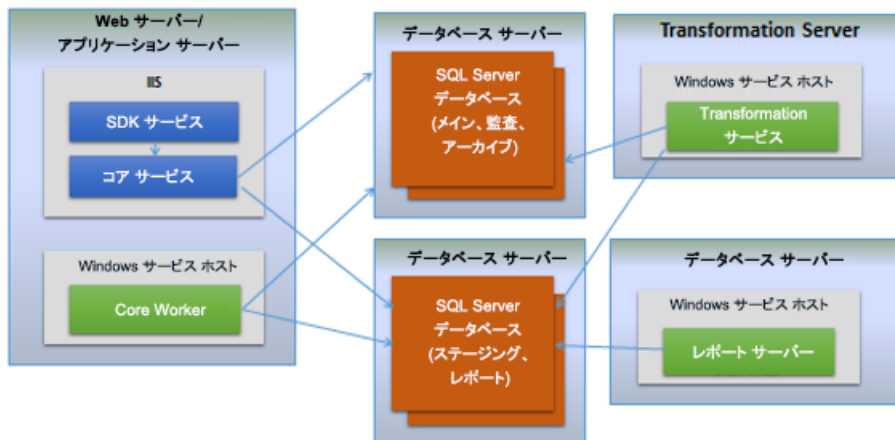 Web サーバー/
アプリケーション サーバー
IIS
SDK サービス
コア サービス
Windows サービス ホスト
Core Worker
データベース サーバー
SQL Server
データベース
(メイン、監査、
アーカイブ)
データベース サーバー
SQL Server
データベース
(ステージング、
レポート)
Transformation Server
Windows サービス ホスト
Transformation
サービス
データベース サーバー
Windows サービス ホスト
レポート サーバー